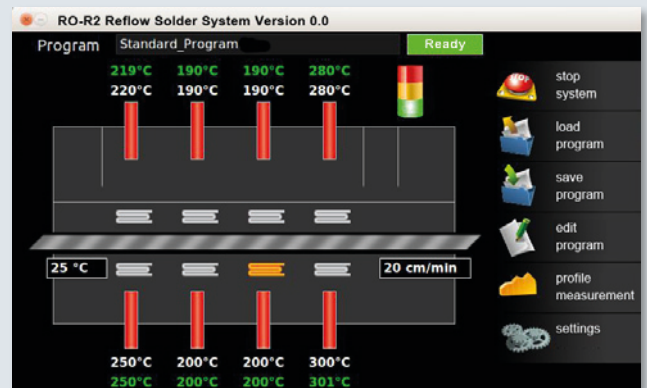 RO-R2 Reflow Solder System Version 0.0
Program Standard_Program Ready
219°C 190°C 190°C 280°C
220°C 190°C 190°C 280°C
25 °C 20 cm/min
250°C 200°C 200°C 300°C
250°C 200°C 200°C 301°C
STOP
stop
system
load
program
save
program
edit
program
profile
measurement
settings